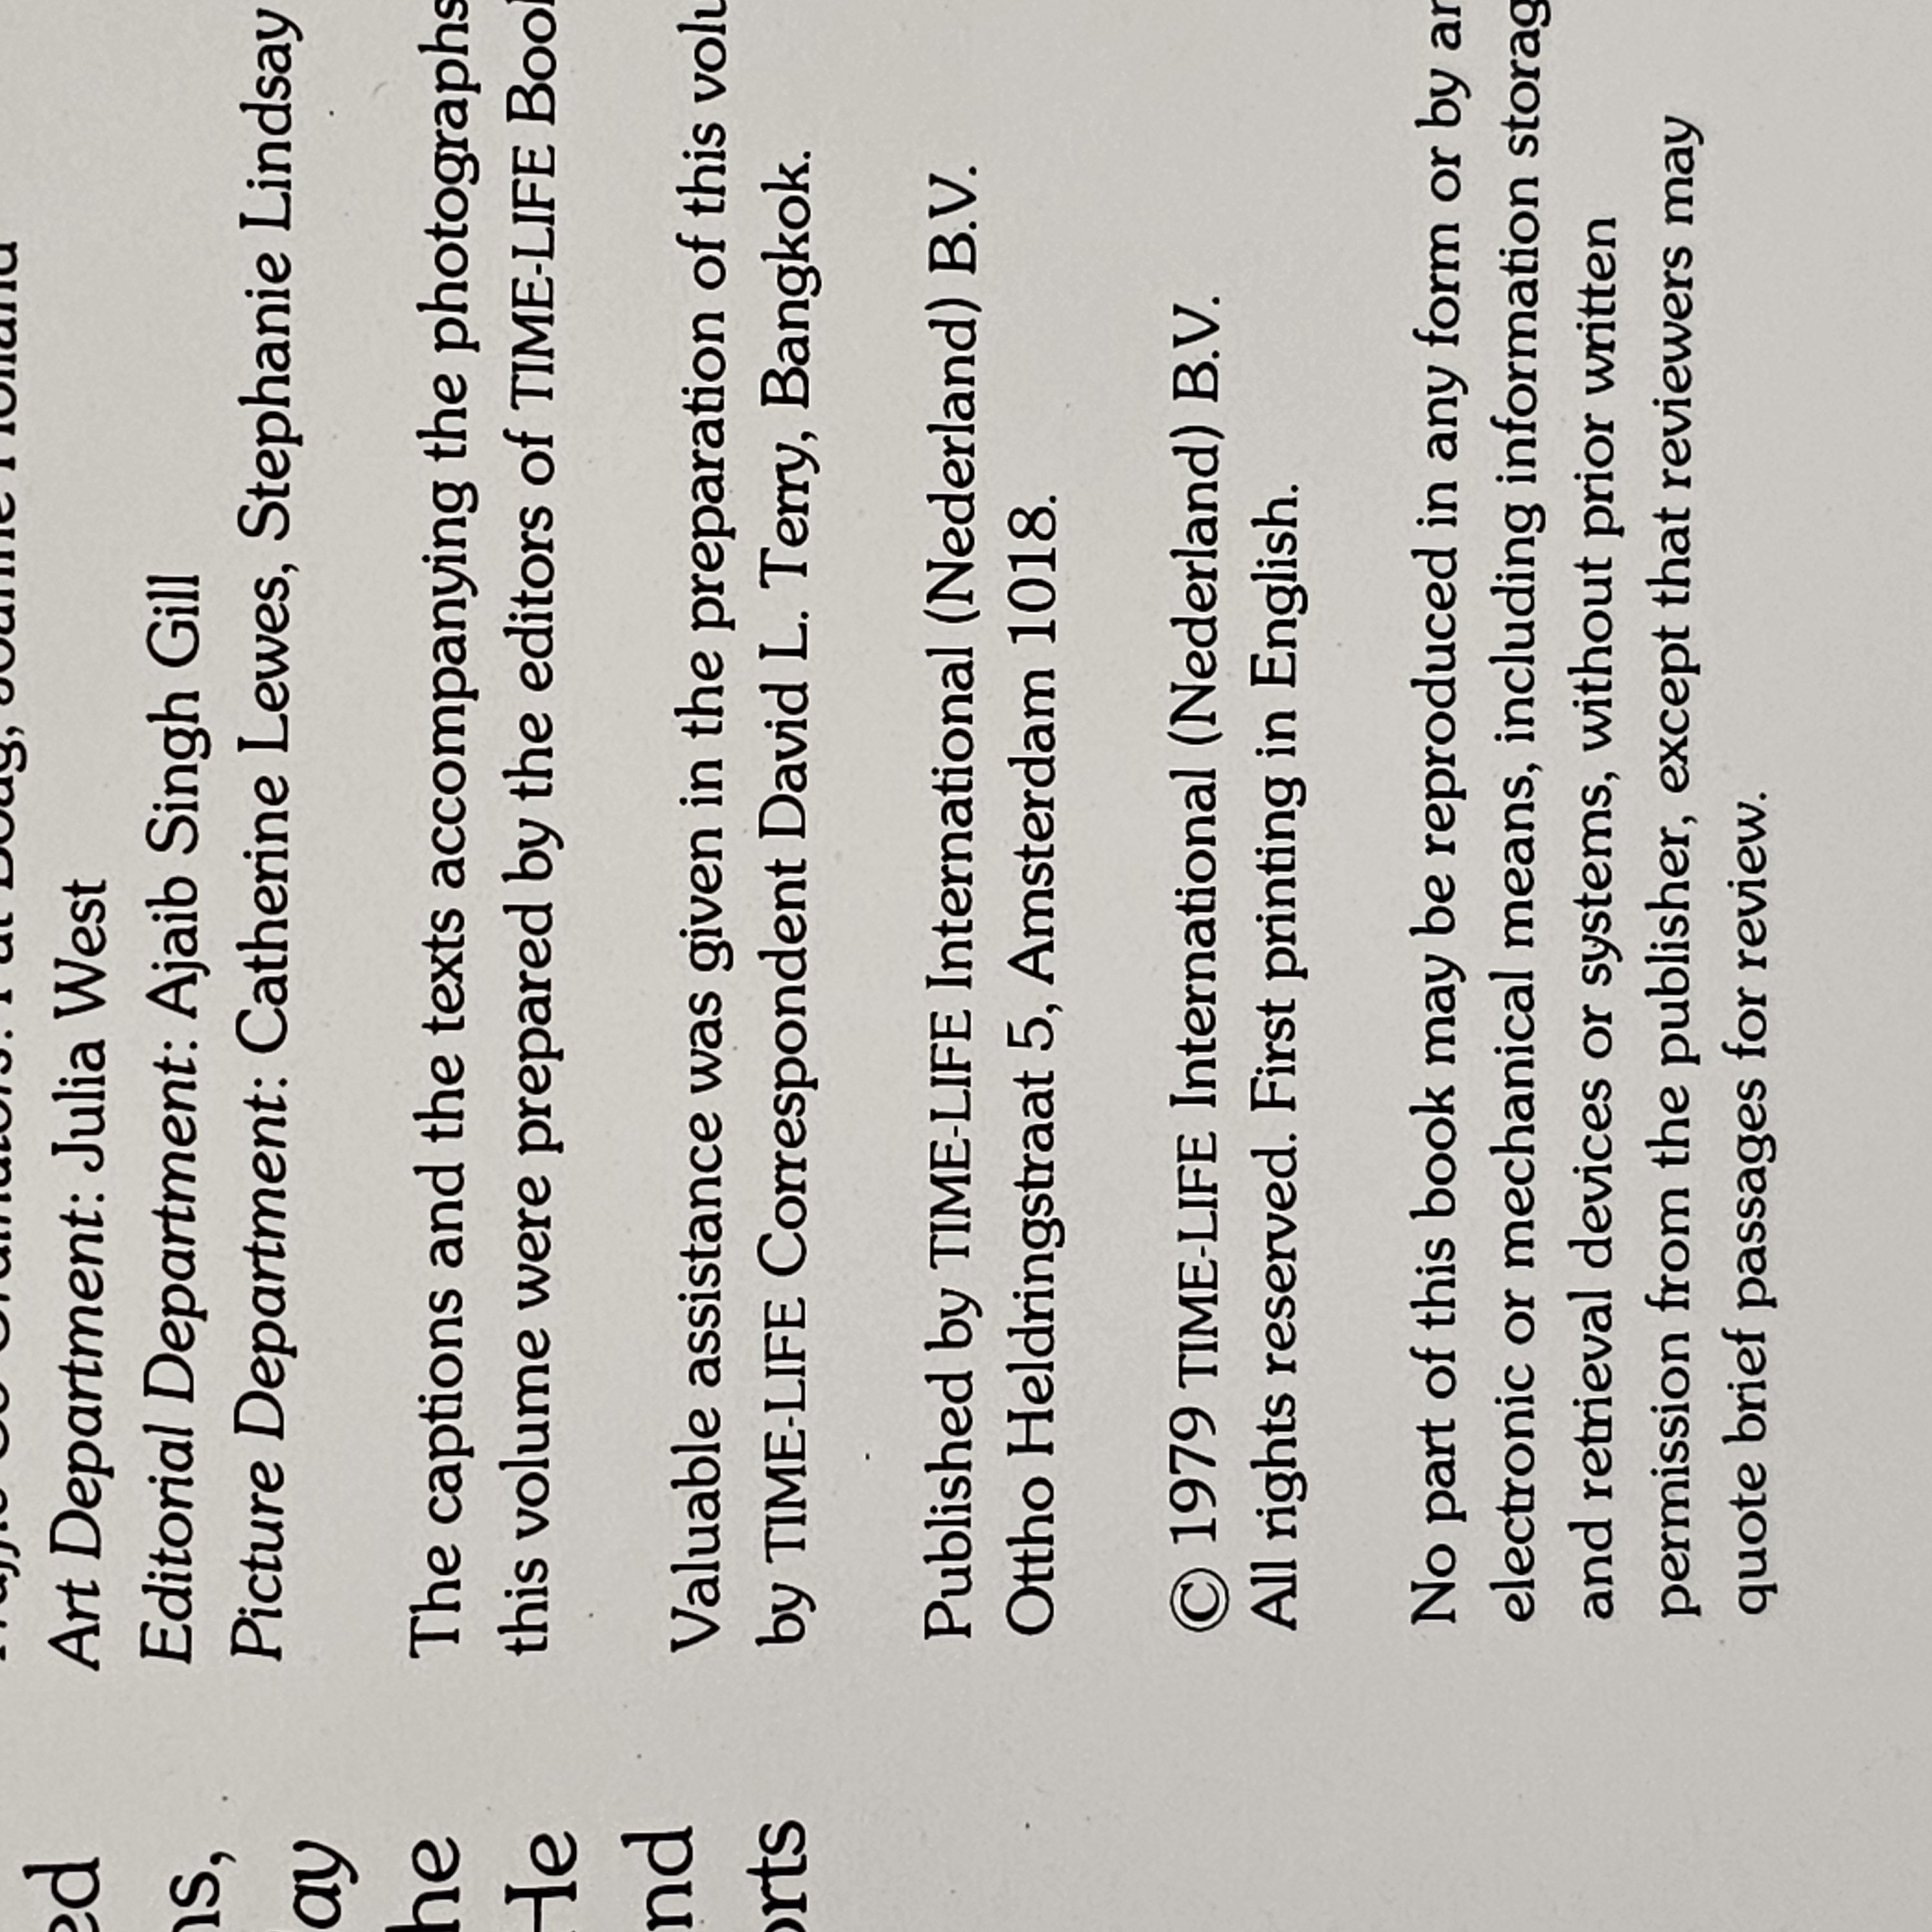 ed
ns,
ay
he
He
nd
orts
Traffic Co-Ordinators: Pat Boag, Joanne Holland
Art Department: Julia West
Editorial Department: Ajaib Singh Gill
Picture Department: Catherine Lewes, Stephanie Lindsay
The captions and the texts accompanying the photographs
this volume were prepared by the editors of TIME-LIFE Book
Valuable assistance was given in the preparation of this volu
by TIME-LIFE Correspondent David L. Terry, Bangkok.
Published by TIME-LIFE International (Nederland) B.V.
Ottho Heldringstraat 5, Amsterdam 1018.
© 1979 TIME-LIFE International (Nederland) B.V.
All rights reserved. First printing in English.
No part of this book may be reproduced in any form or by an
electronic or mechanical means, including information storag
and retrieval devices or systems, without prior written
permission from the publisher, except that reviewers may
quote brief passages for review.